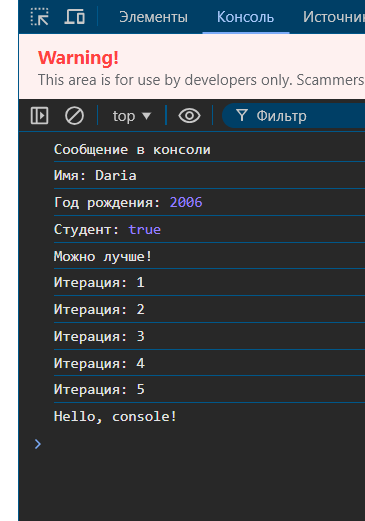 Элементы Консоль Источник
Warning!
This area is for use by developers only. Scammers
top ▼ Фильтр
Сообщение в консоли
Имя: Daria
Год рождения: 2006
Студент: true
Можно лучше!
Итерация: 1
Итерация: 2
Итерация: 3
Итерация: 4
Итерация: 5
Hello, console!